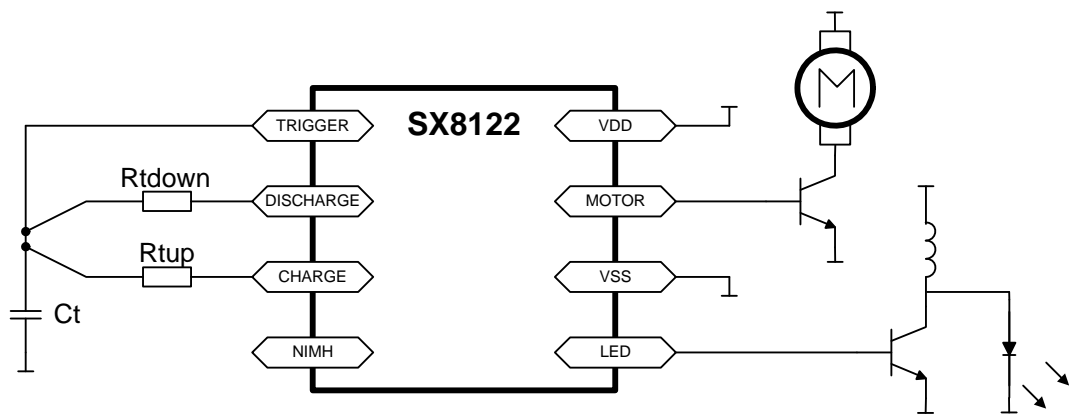 SX8122
TRIGGER
VDD
M
Rtdown
DISCHARGE
MOTOR
Rtup
CHARGE
VSS
Ct
NIMH
LED